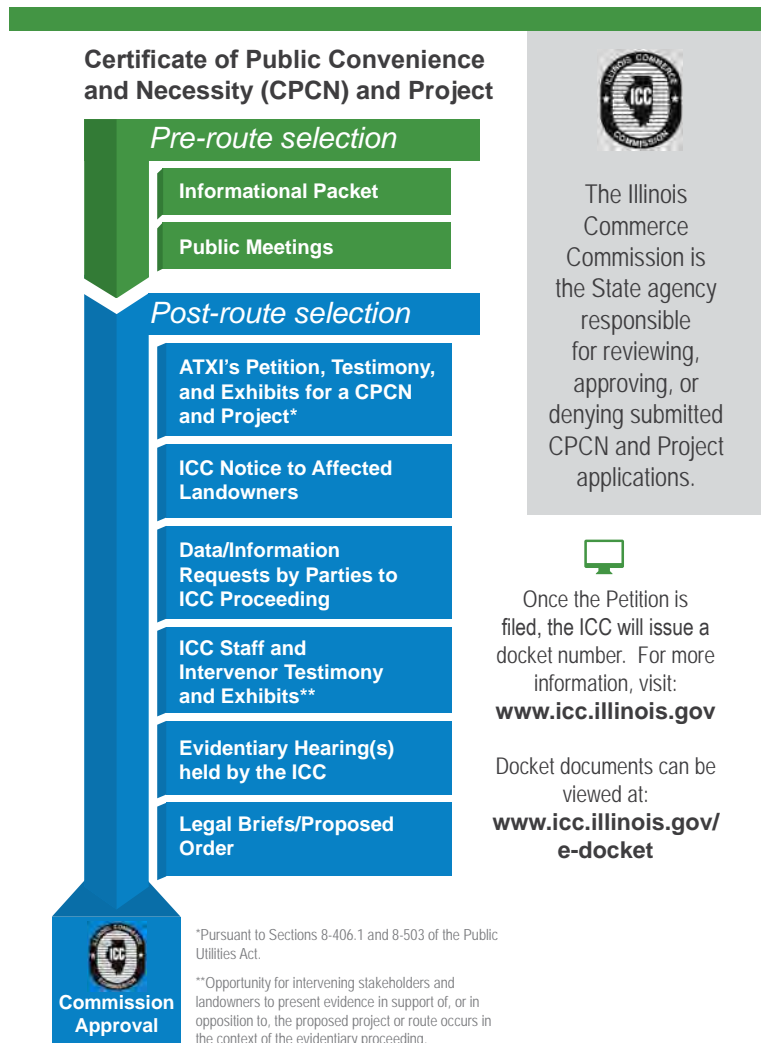 Certificate of Public Convenience
and Necessity (CPCN) and Project
Pre-route selection
Informational Packet
Public Meetings
Post-route selection
ATXI's Petition, Testimony,
and Exhibits for a CPCN
and Project*
ICC Notice to Affected
Landowners
Data/Information
Requests by Parties to
ICC Proceeding
ICC Staff and
Intervenor Testimony
and Exhibits**
Evidentiary Hearing(s)
held by the ICC
Legal Briefs/Proposed
Order
ICC
Commission
Approval
*Pursuant to Sections 8-406.1 and 8-503 of the Public
Utilities Act.
**Opportunity for intervening stakeholders and
landowners to present evidence in support of, or in
opposition to, the proposed project or route occurs in
the context of the evidentiary proceeding.
ILLINOIS COMMERCE
ICC
COMMISSION
The Illinois
Commerce
Commission is
the State agency
responsible
for reviewing,
approving, or
denying submitted
CPCN and Project
applications.
Once the Petition is
filed, the ICC will issue a
docket number. For more
information, visit:
www.icc.illinois.gov
Docket documents can be
viewed at:
www.icc.illinois.gov/
e-docket